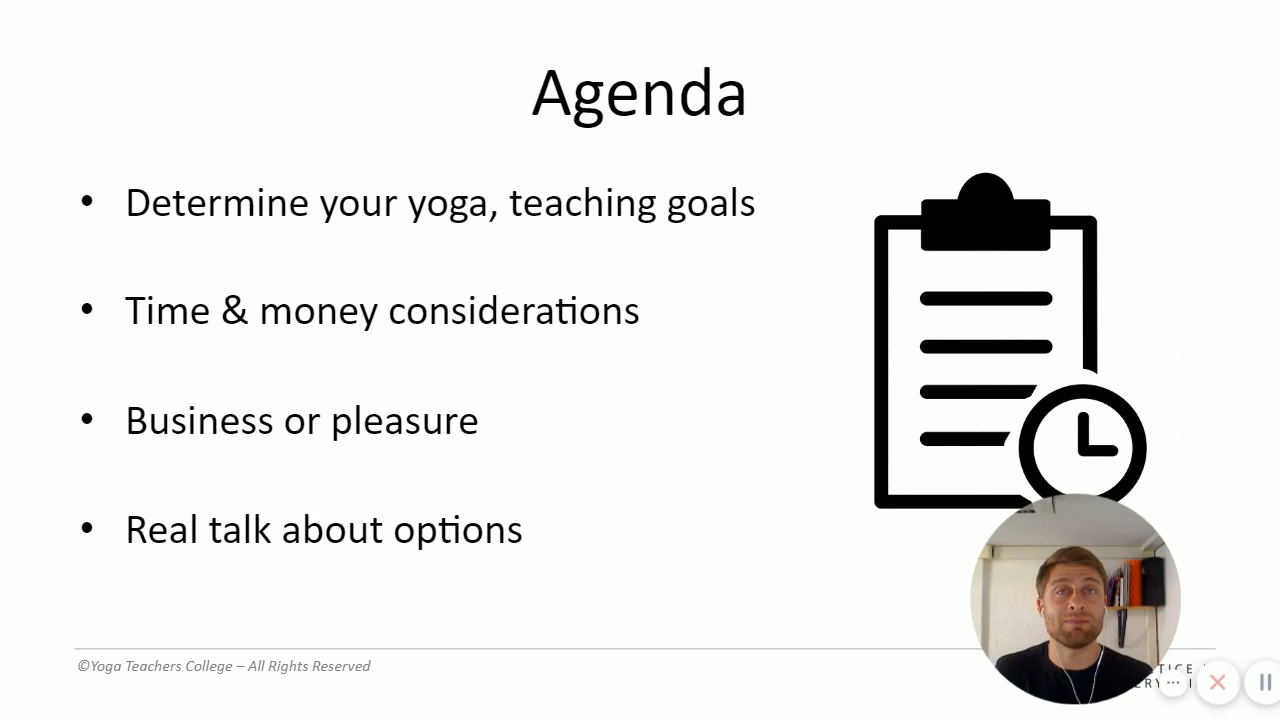 Agenda
• Determine your yoga, teaching goals
• Time & money considerations
• Business or pleasure
• Real talk about options
©Yoga Teachers College – All Rights Reserved